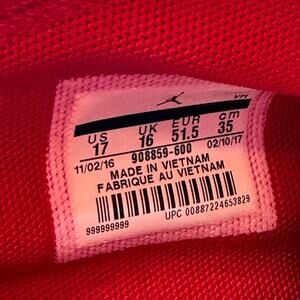 VM
US UK EUR cm
17 16 51.5 35
11/02/16 908859-600 02/10/17
MADE IN VIETNAM
FABRIQUE AU VIETNAM
999999999 UPC 00887224653829